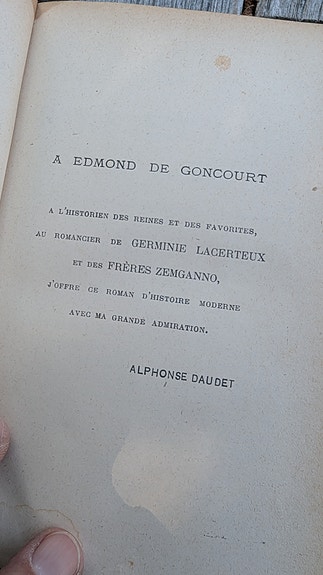 A EDMOND DE GONCOURT
A L'HISTORIEN DES REINES ET DES FAVORITES,
AU ROMANCIER DE GERMINIE LACERTEUX
ET DES FRÈRES ZEMGANNO,
J'OFFRE CE ROMAN D'HISTOIRE MODERNE
AVEC MA GRANDE ADMIRATION.
ALPHONSE DAUDET